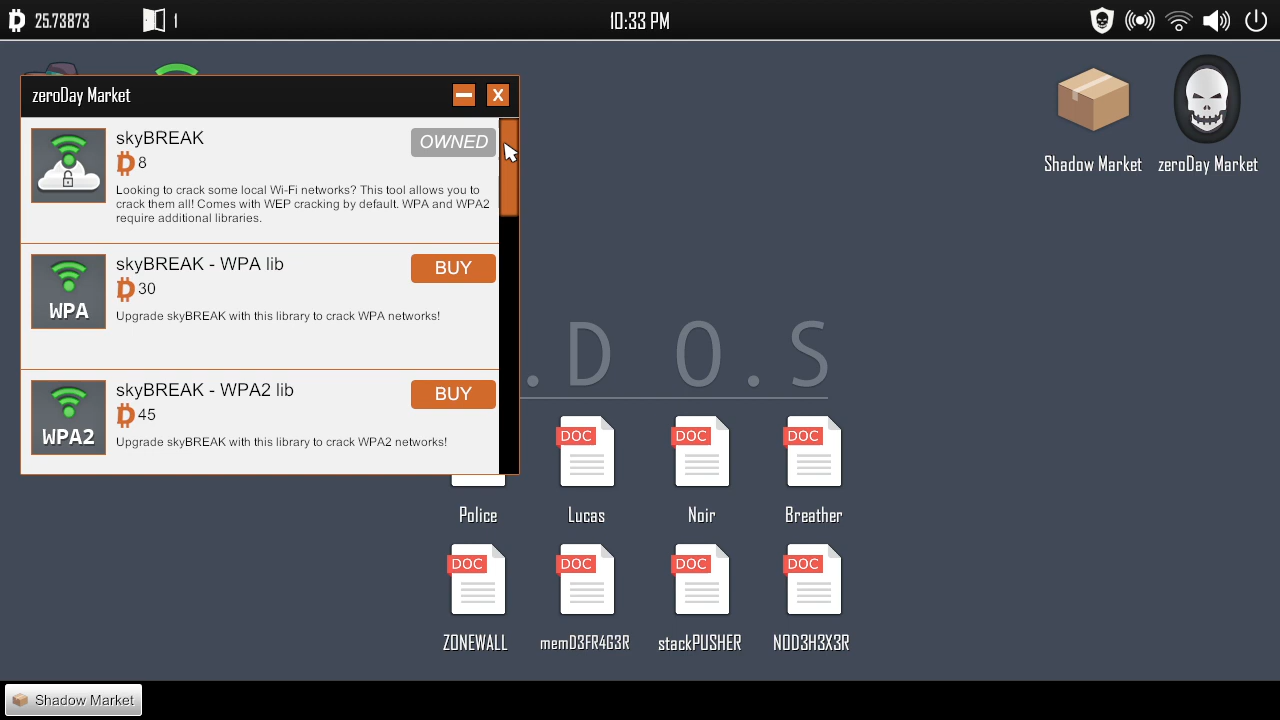 25.73873
1
10:33 PM
zeroDay Market
X
skyBREAK
8
OWNED
Looking to crack some local Wi-Fi networks? This tool allows you to
crack them all! Comes with WEP cracking by default. WPA and WPA2
require additional libraries.
skyBREAK - WPA lib
30
BUY
WPA
Upgrade skyBREAK with this library to crack WPA networks!
skyBREAK - WPA2 lib
45
BUY
WPA2
Upgrade skyBREAK with this library to crack WPA2 networks!
Shadow Market
zeroDay Market
.D O.S
DOC
DOC
DOC
Police
Lucas
Noir
Breather
DOC
DOC
DOC
DOC
ZONEWALL
memD3FR4G3R
stackPUSHER
N0D3H3X3R
Shadow Market